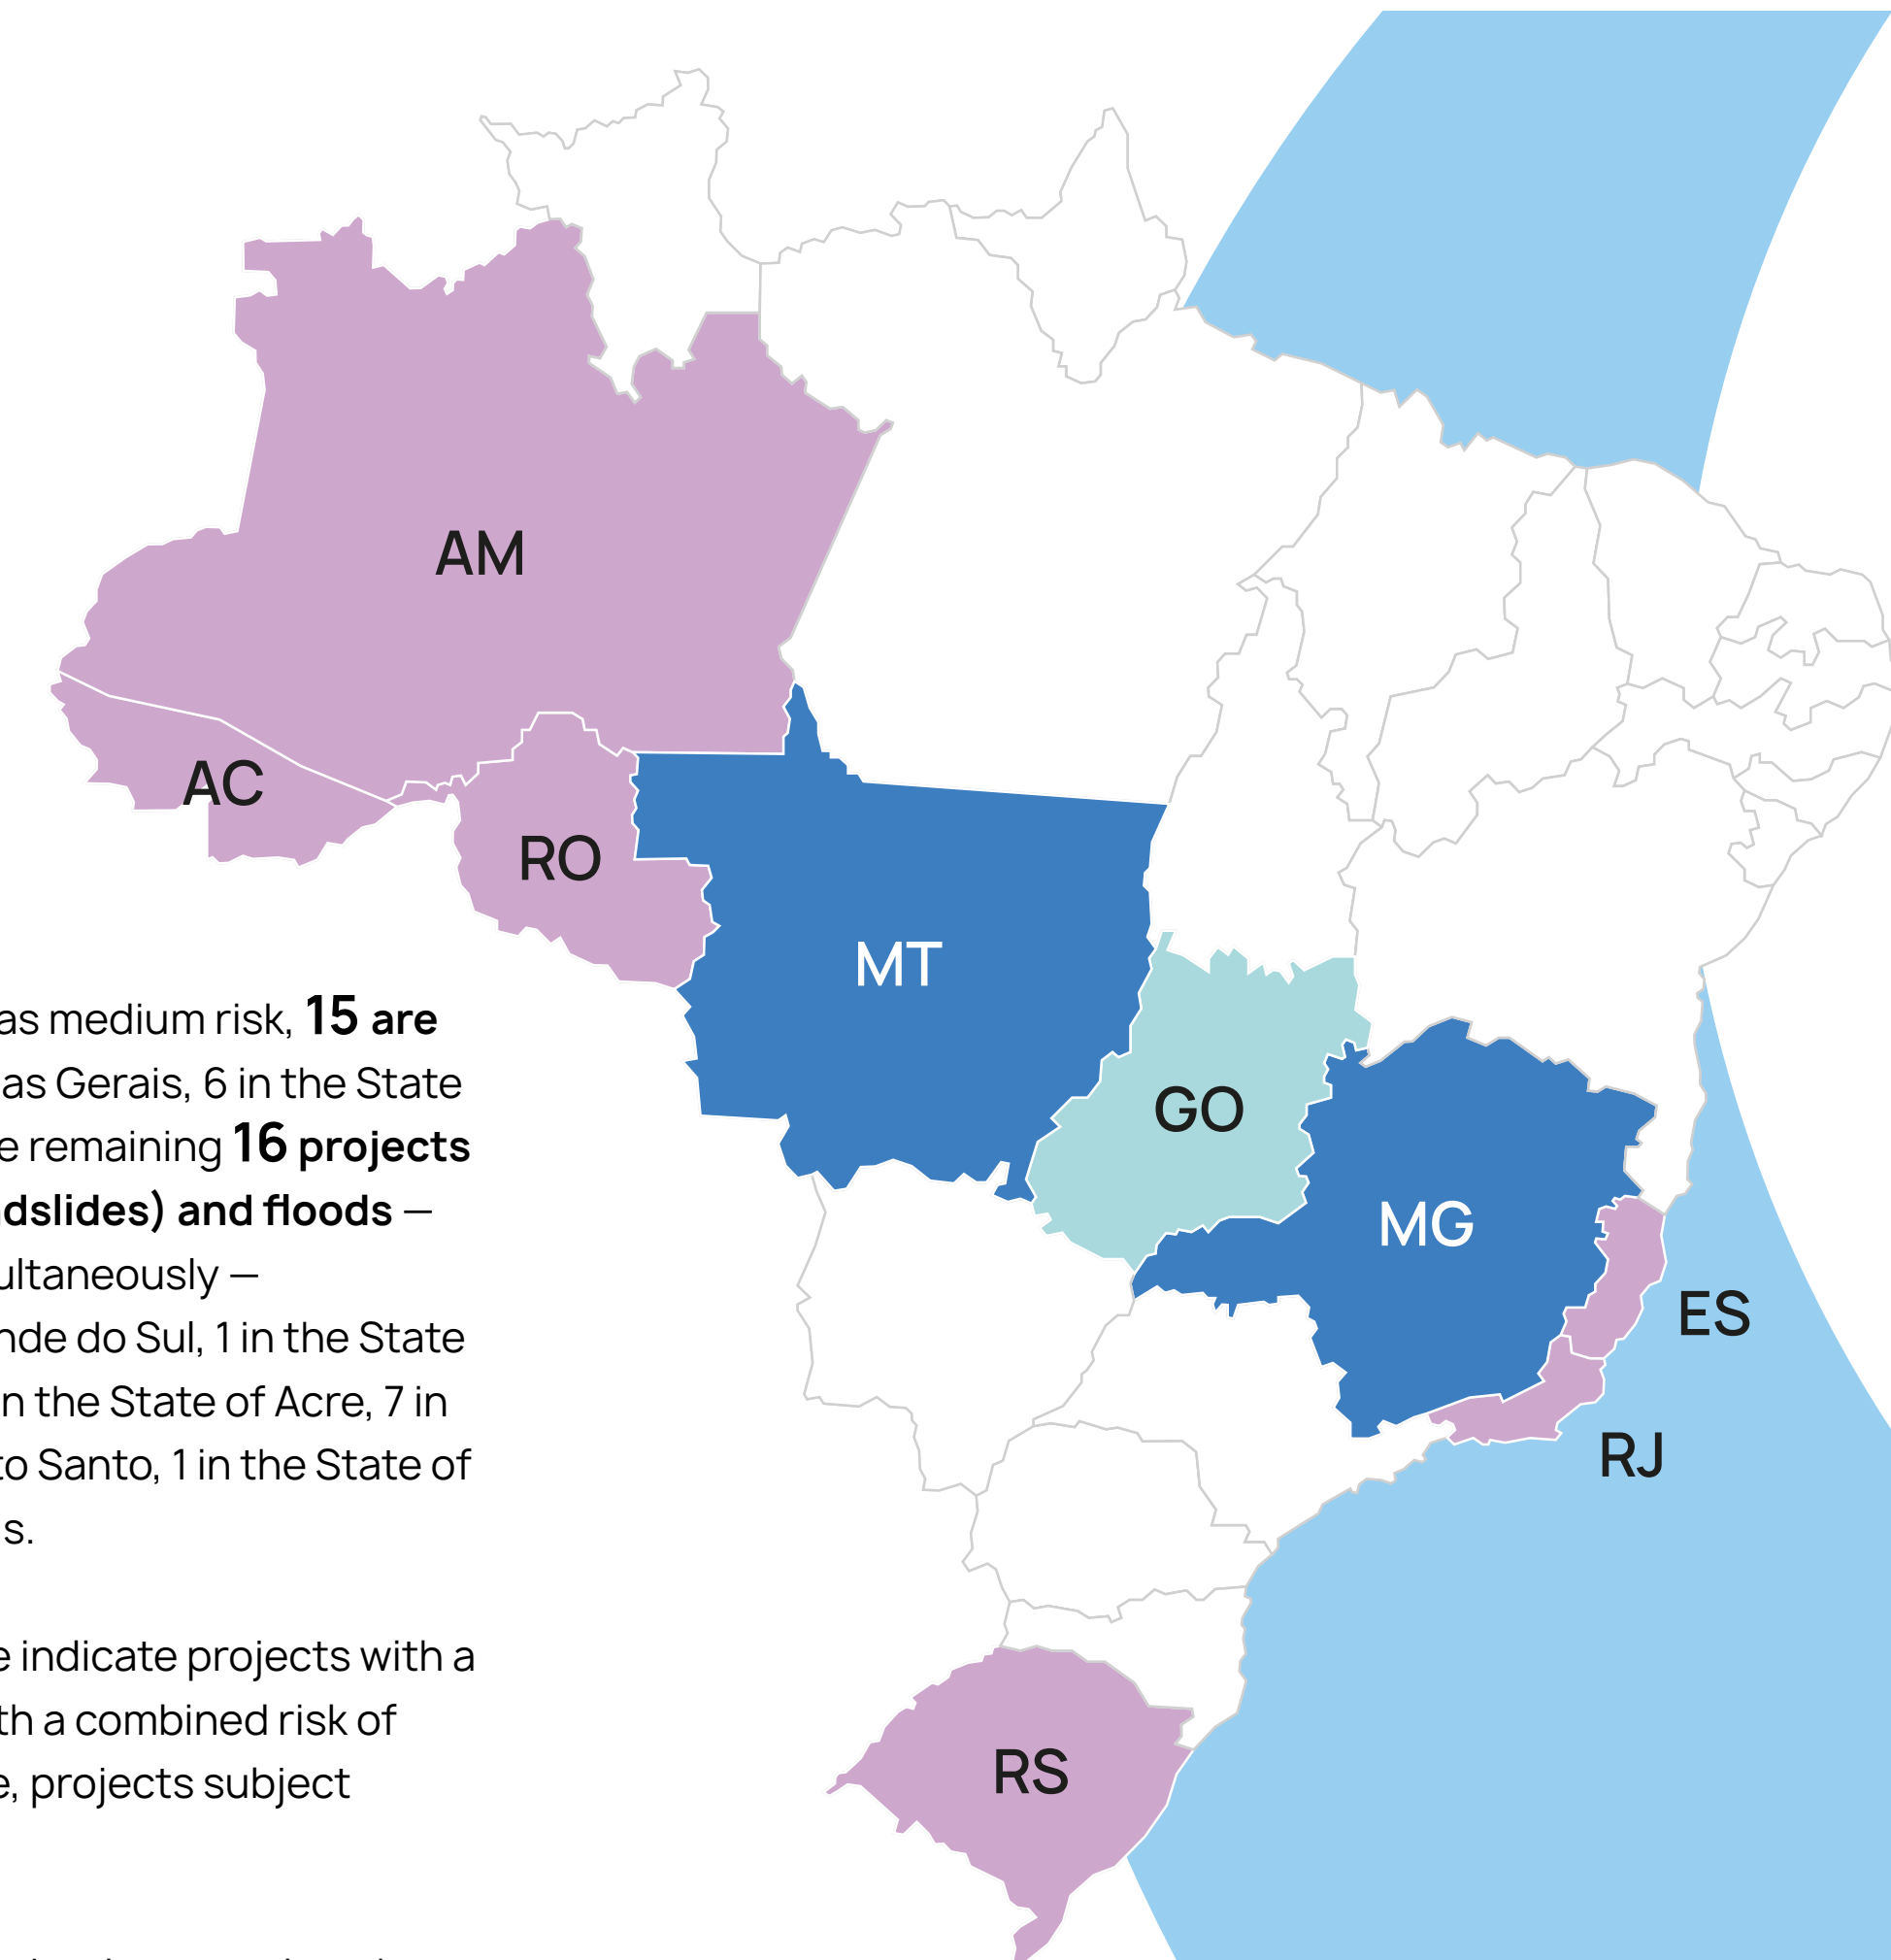 AM
AC
RO
MT
GO
MG
ES
RJ
RS
as medium risk, 15 are
as Gerais, 6 in the State
e remaining 16 projects
dslides) and floods —
ultaneously —
nde do Sul, 1 in the State
n the State of Acre, 7 in
to Santo, 1 in the State of
s.
e indicate projects with a
th a combined risk of
e, projects subject